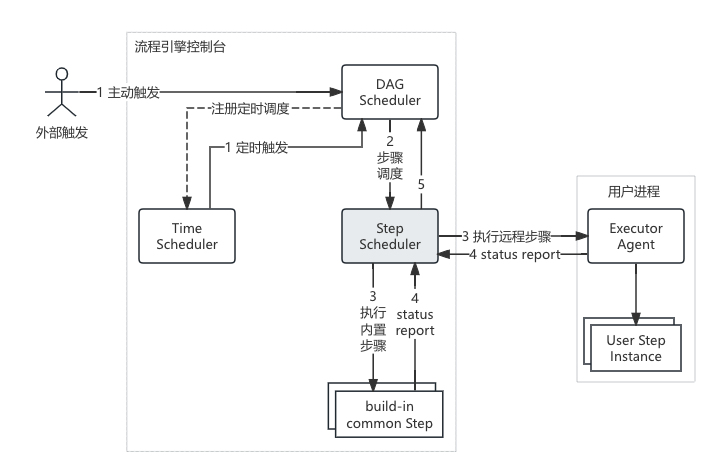 流程引擎控制台
DAG
Scheduler
1 主动触发
外部触发
注册定时调度
1 定时触发
2
步骤
调度
5
Time
Scheduler
Step
Scheduler
3 执行远程步骤
4 status report
用户进程
Executor
Agent
3
执行
内置
步骤
4
status
report
User Step
Instance
build-in
common Step